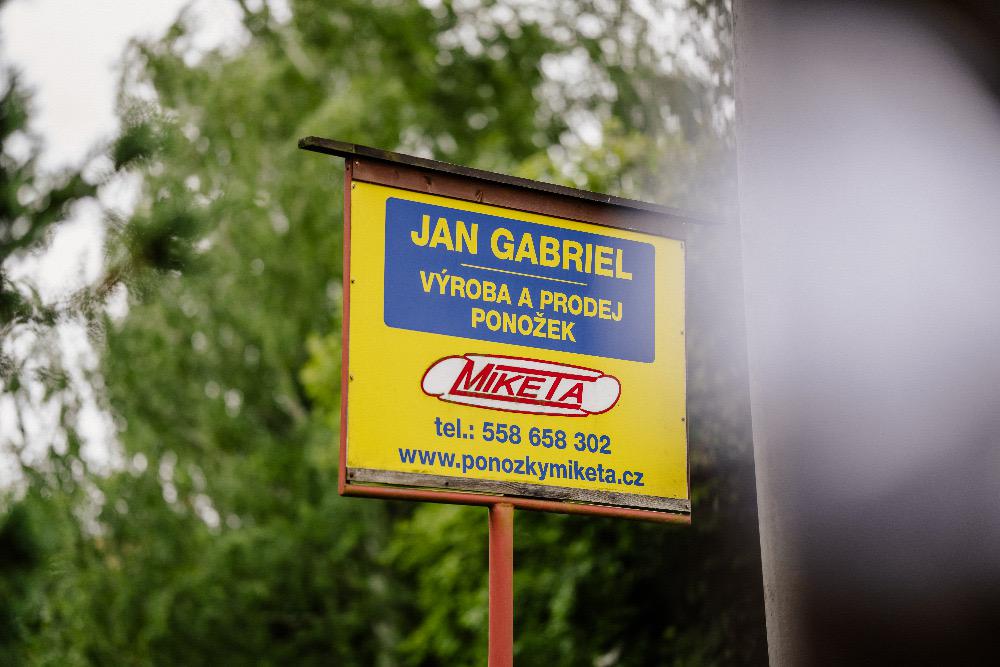 JAN GABRIEL
VÝROBA A PRODEJ
PONOŽEK
MIKETA
tel.: 558 658 302
www.ponozkymiketa.cz